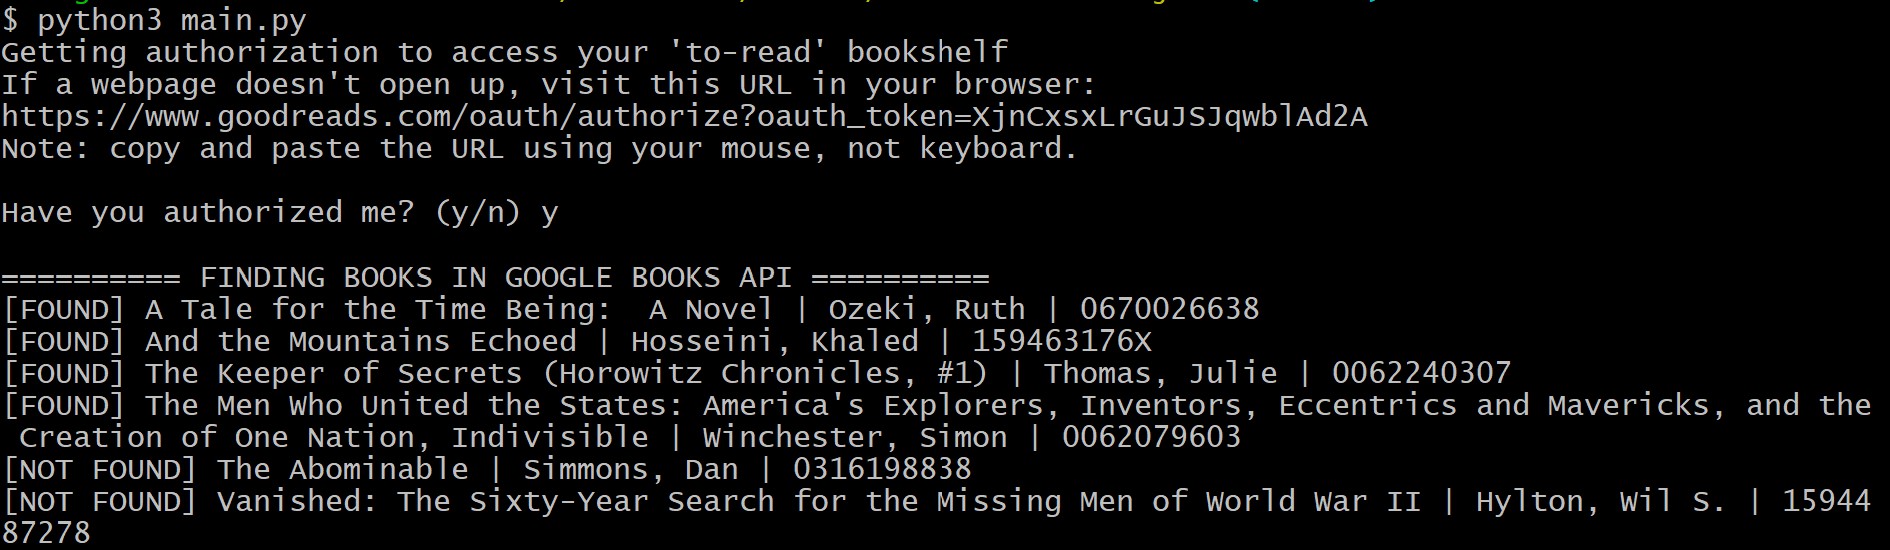 $ python3 main.py
Getting authorization to access your 'to-read' bookshelf
If a webpage doesn't open up, visit this URL in your browser:
https://www.goodreads.com/oauth/authorize?oauth_token=XjnCxsxLrGuJSJqwblAd2A
Note: copy and paste the URL using your mouse, not keyboard.
Have you authorized me? (y/n) y
========== FINDING BOOKS IN GOOGLE BOOKS API ==========
[FOUND] A Tale for the Time Being:  A Novel | Ozeki, Ruth | 0670026638
[FOUND] And the Mountains Echoed | Hosseini, Khaled | 159463176X
[FOUND] The Keeper of Secrets (Horowitz Chronicles, #1) | Thomas, Julie | 0062240307
[FOUND] The Men Who United the States: America's Explorers, Inventors, Eccentrics and Mavericks, and the
Creation of One Nation, Indivisible | Winchester, Simon | 0062079603
[NOT FOUND] The Abominable | Simmons, Dan | 0316198838
[NOT FOUND] Vanished: The Sixty-Year Search for the Missing Men of World War II | Hylton, Wil S. | 15944
87278